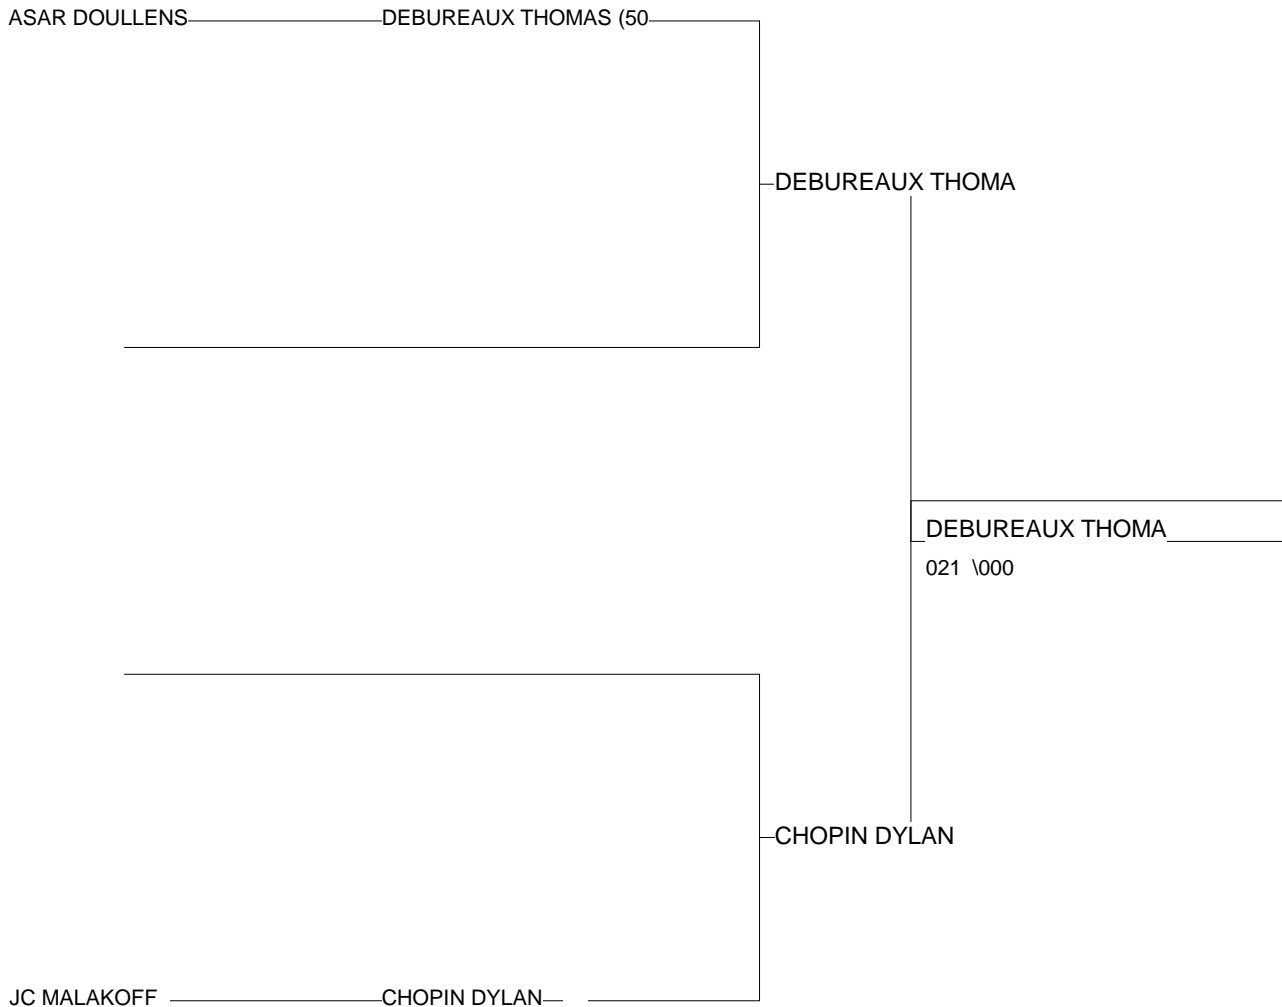 ASAR DOULLENS DEBUREAUX THOMAS (50
DEBUREAUX THOMA
DEBUREAUX THOMA
021 \000
CHOPIN DYLAN
JC MALAKOFF CHOPIN DYLAN